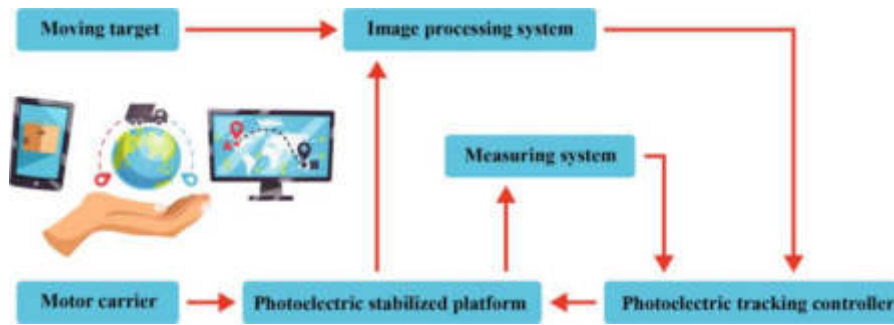 Moving target
Image processing system
Measuring system
Motor carrier
Photoelectric stabilized platform
Photoelectric tracking controller